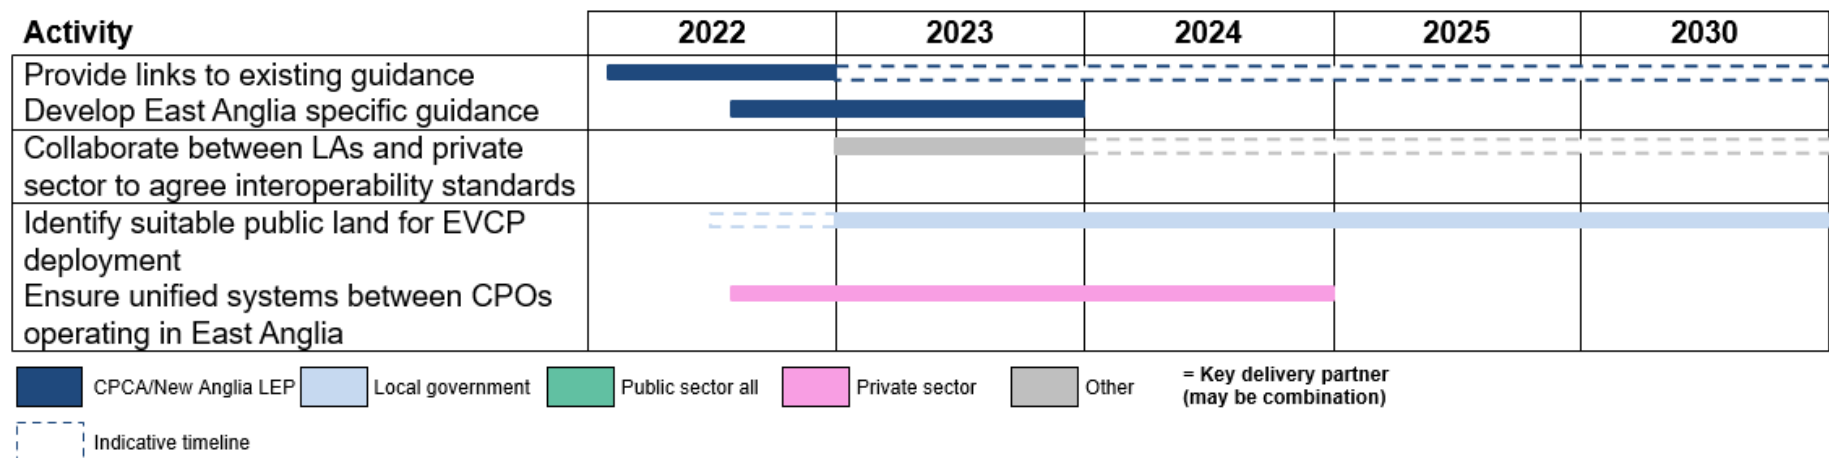 Activity 2022 2023 2024 2025 2030
Provide links to existing guidance
Develop East Anglia specific guidance
Collaborate between LAs and private
sector to agree interoperability standards
Identify suitable public land for EVCP
deployment
Ensure unified systems between CPOs
operating in East Anglia
CPCA/New Anglia LEP Local government Public sector all Private sector Other = Key delivery partner
(may be combination)
Indicative timeline